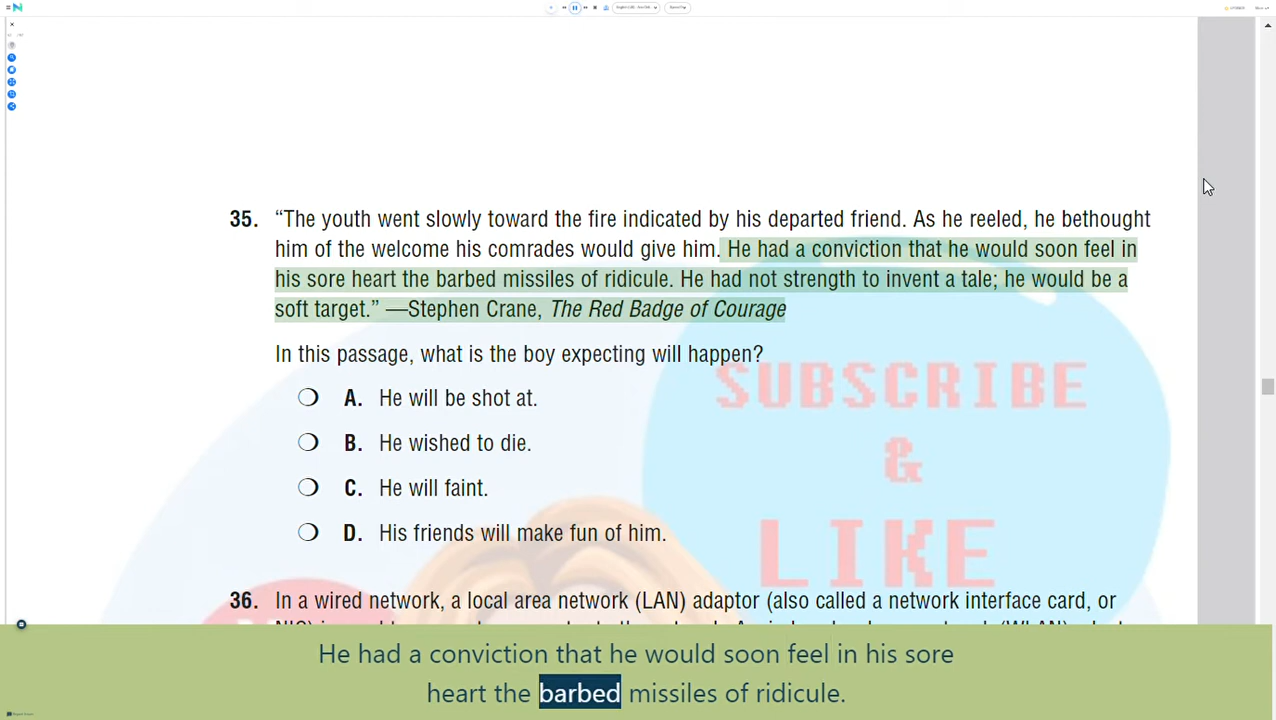 35. “The youth went slowly toward the fire indicated by his departed friend. As he reeled, he bethought
him of the welcome his comrades would give him. He had a conviction that he would soon feel in
his sore heart the barbed missiles of ridicule. He had not strength to invent a tale; he would be a
soft target.” —Stephen Crane, The Red Badge of Courage
In this passage, what is the boy expecting will happen?
A. He will be shot at.
B. He wished to die.
C. He will faint.
D. His friends will make fun of him.
SUBSCRIBE
&
LIKE
36. In a wired network, a local area network (LAN) adaptor (also called a network interface card, or
He had a conviction that he would soon feel in his sore
heart the barbed missiles of ridicule.